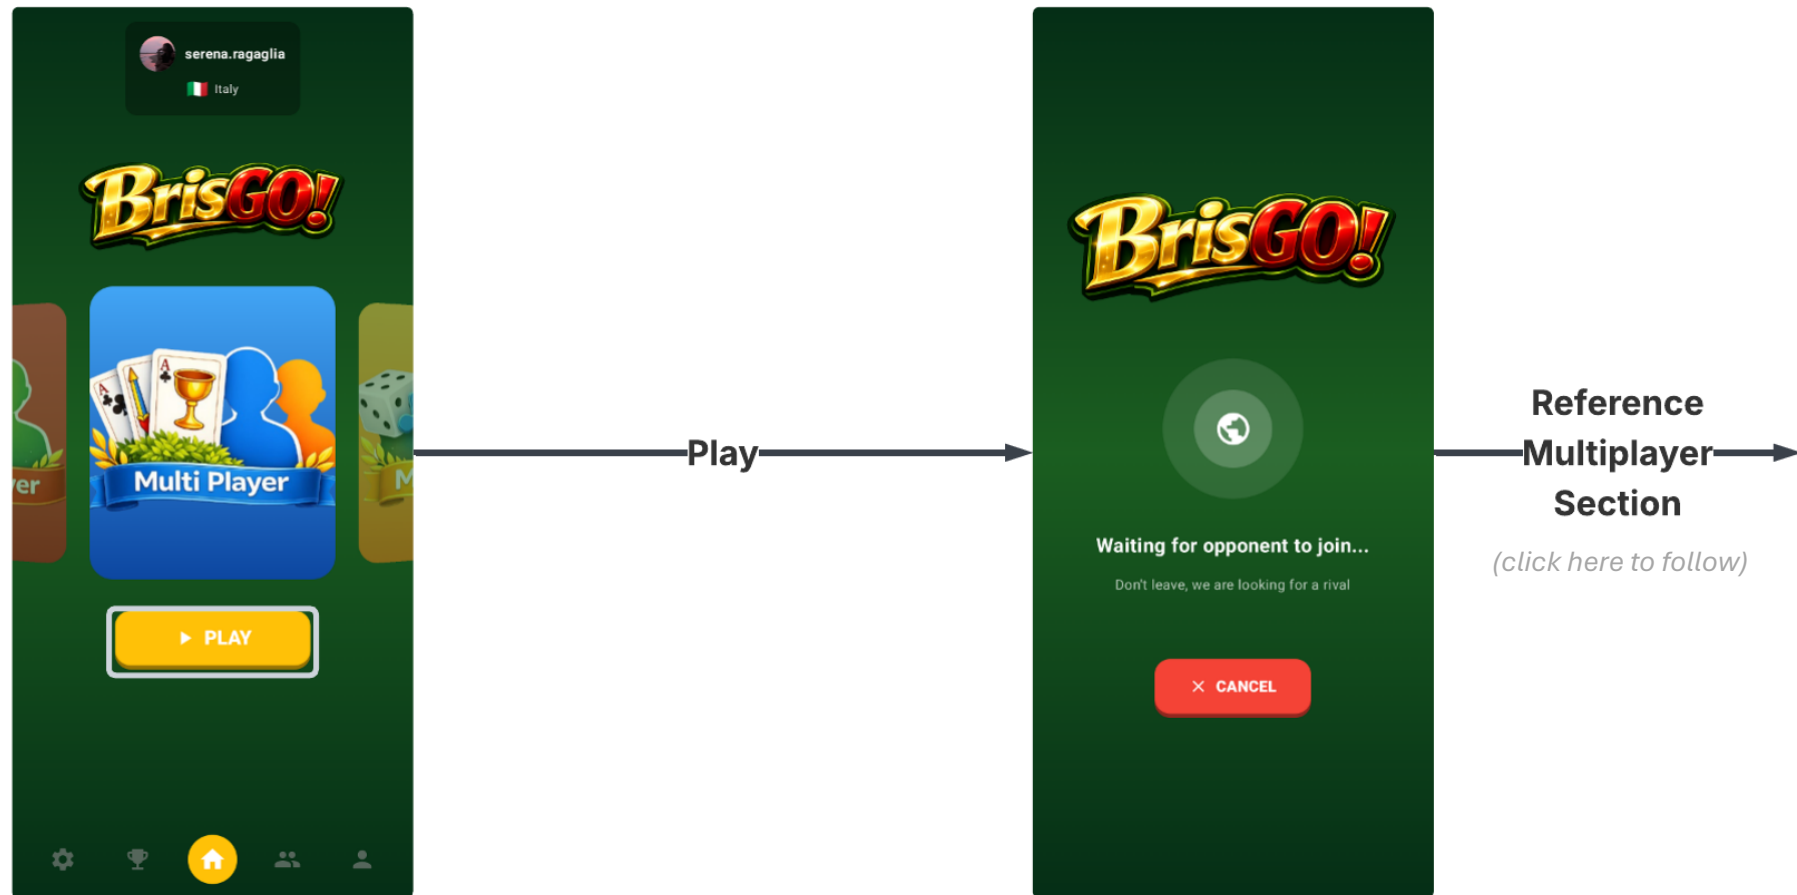 serena.ragaglia
Italy
BrisGO!
er
Multi Player
M
PLAY
Play
BrisGO!
Waiting for opponent to join...
Don't leave, we are looking for a rival
CANCEL
Reference
Multiplayer
Section
(click here to follow)